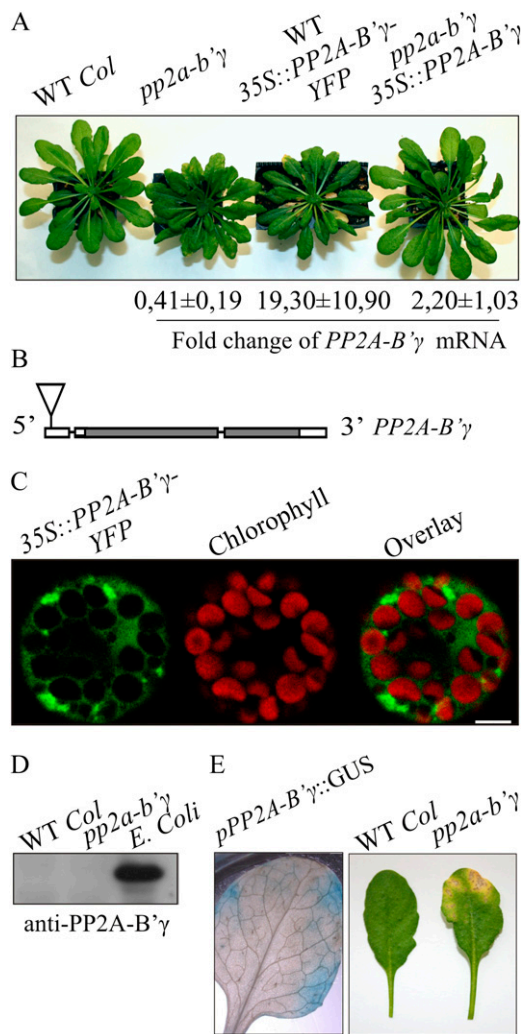 A
WT Col
pp2a-b'γ
WT
35S::PP2A-B'γ-
YFP
pp2a-b'γ
35S::PP2A-B'γ
0,41±0,19 19,30±10,90 2,20±1,03
Fold change of PP2A-B'γ mRNA
B
5' 3' PP2A-B'γ
C
35S::PP2A-B'γ-
YFP
Chlorophyll
Overlay
D
WT Col
pp2a-b'γ
E. Coli
anti-PP2A-B'γ
E
pPP2A-B'γ::GUS
WT Col
pp2a-b'γ